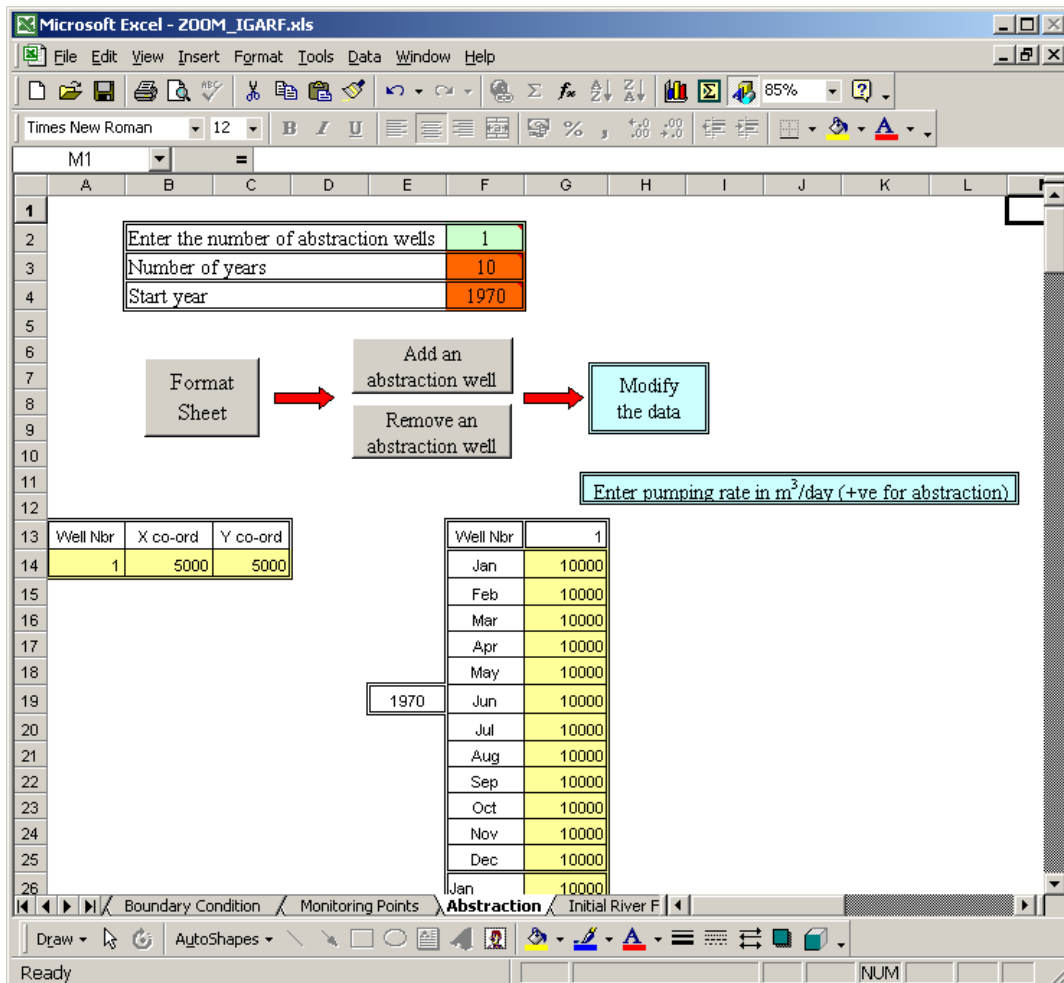 Microsoft Excel - ZOOM_IGARF.xls
File Edit View Insert Format Tools Data Window Help
85%
Times New Roman 12 B I U
M1 =
A B C D E F G H I J K L
1
2 Enter the number of abstraction wells 1
3 Number of years 10
4 Start year 1970
5
6 Add an
7 Format abstraction well Modify
8 Sheet the data
9 Remove an
10 abstraction well
11 Enter pumping rate in m³/day (+ve for abstraction)
12
13 Well Nbr X co-ord Y co-ord Well Nbr 1
14 1 5000 5000 Jan 10000
15 Feb 10000
16 Mar 10000
17 Apr 10000
18 May 10000
19 1970 Jun 10000
20 Jul 10000
21 Aug 10000
22 Sep 10000
23 Oct 10000
24 Nov 10000
25 Dec 10000
26 Jan 10000
Boundary Condition Monitoring Points Abstraction Initial River F
Draw AutoShapes
Ready NUM